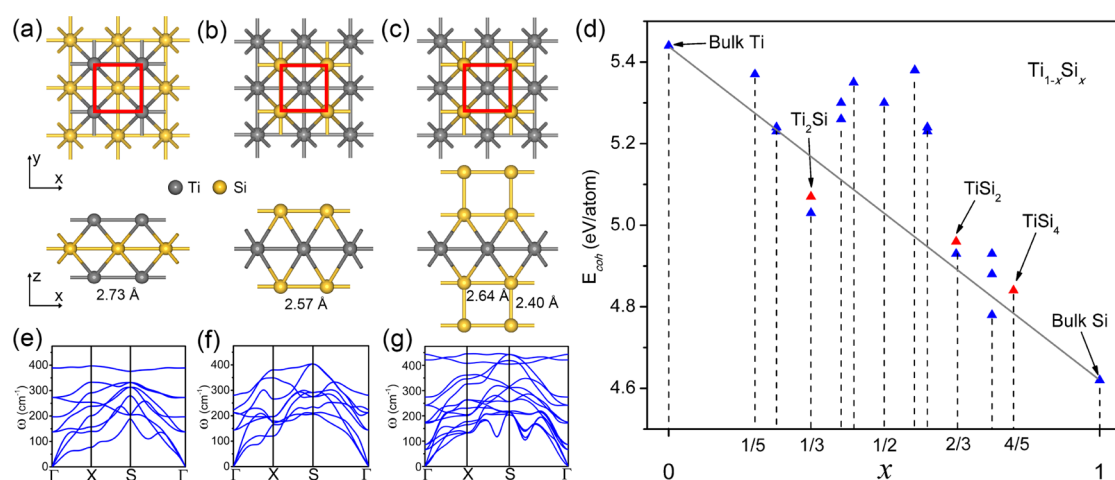 (a)
(b)
(c)
y
x
Ti
Si
z
x
2.73 Å
2.57 Å
2.64 Å
2.40 Å
(d)
5.4
5.2
5.0
4.8
4.6
E_coh (eV/atom)
Bulk Ti
Ti₁₋ₓSiₓ
Ti₂Si
TiSi₂
TiSi₄
Bulk Si
0
1/5
1/3
1/2
2/3
4/5
1
x
(e)
ω (cm⁻¹)
400
300
200
100
0
Γ X S Γ
(f)
ω (cm⁻¹)
400
300
200
100
0
Γ X S Γ
(g)
ω (cm⁻¹)
400
300
200
100
0
Γ X S Γ